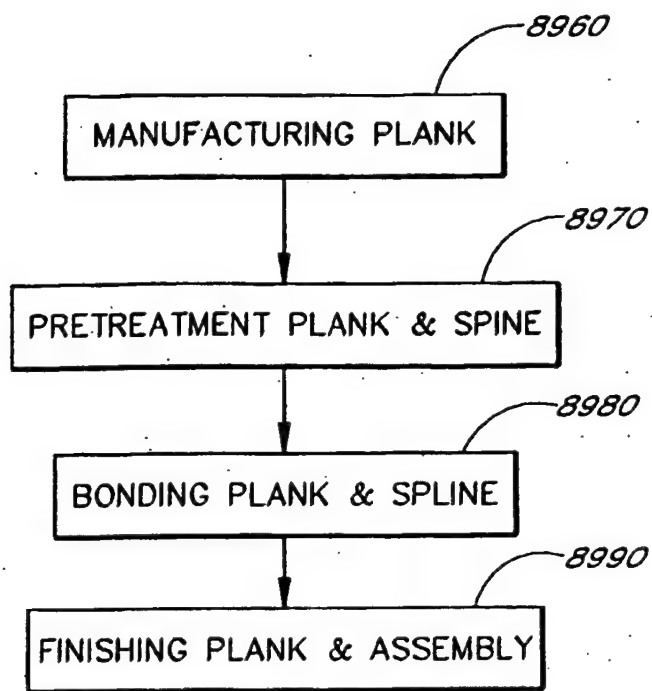 8960
MANUFACTURING PLANK
8970
PRETREATMENT PLANK & SPINE
8980
BONDING PLANK & SPLINE
8990
FINISHING PLANK & ASSEMBLY